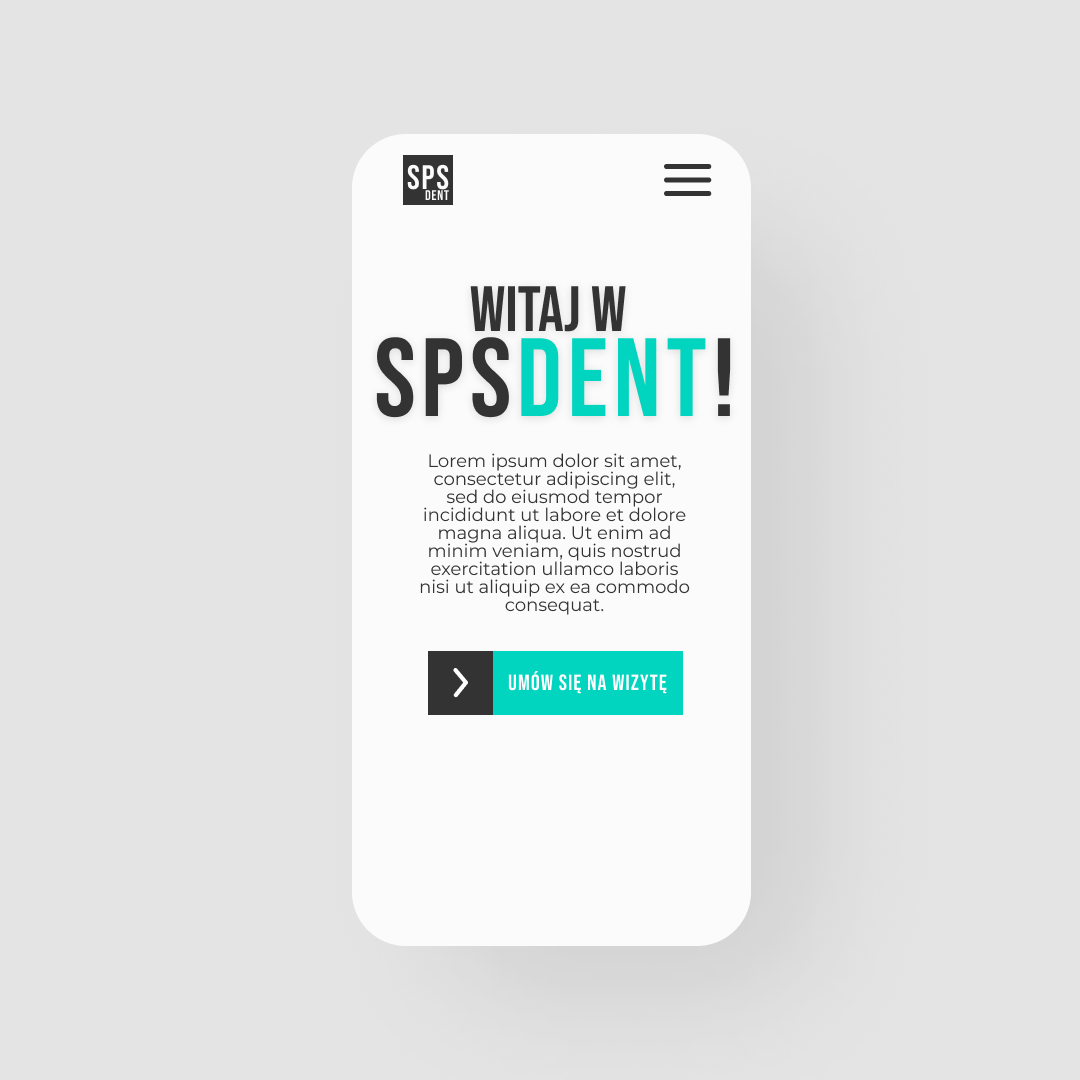 SPS
DENT
WITAJ W
SPSDENT!
Lorem ipsum dolor sit amet,
consectetur adipiscing elit,
sed do eiusmod tempor
incididunt ut labore et dolore
magna aliqua. Ut enim ad
minim veniam, quis nostrud
exercitation ullamco laboris
nisi ut aliquip ex ea commodo
consequat.
UMÓW SIĘ NA WIZYTĘ